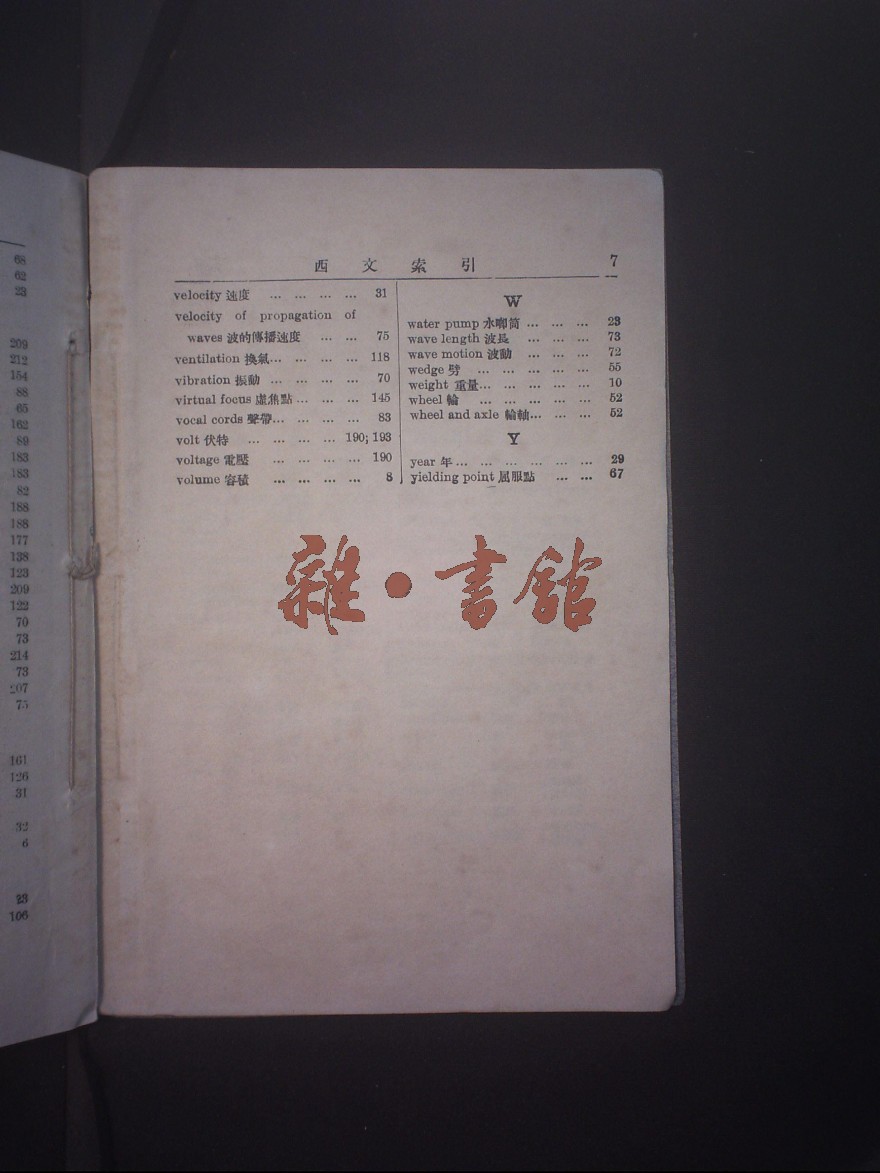 68
62
23
209
212
154
88
65
162
89
183
183
82
188
188
177
138
123
209
122
70
73
214
73
207
75
161
126
31
32
6
23
106
西文索引 7
velocity 速度 ... ... ... ... 31
velocity of propagation of
waves 波的傳播速度 ... ... 75
ventilation 換氣... ... ... ... 118
vibration 振動 ... ... ... ... 70
virtual focus 虛焦點 ... ... ... 145
vocal cords 聲帶... ... ... ... 83
volt 伏特 ... ... ... ... 190; 193
voltage 電壓 ... ... ... ... 190
volume 容積 ... ... ... ... 8
W
water pump 水唧筒 ... ... ... 23
wave length 波長 ... ... ... 73
wave motion 波動 ... ... ... 72
wedge 劈 ... ... ... ... ... 55
weight 重量... ... ... ... ... 10
wheel 輪 ... ... ... ... ... 52
wheel and axle 輪軸... ... ... 52
Y
year 年 ... ... ... ... ... ... 29
yielding point 屈服點 ... ... 67
雜·書館